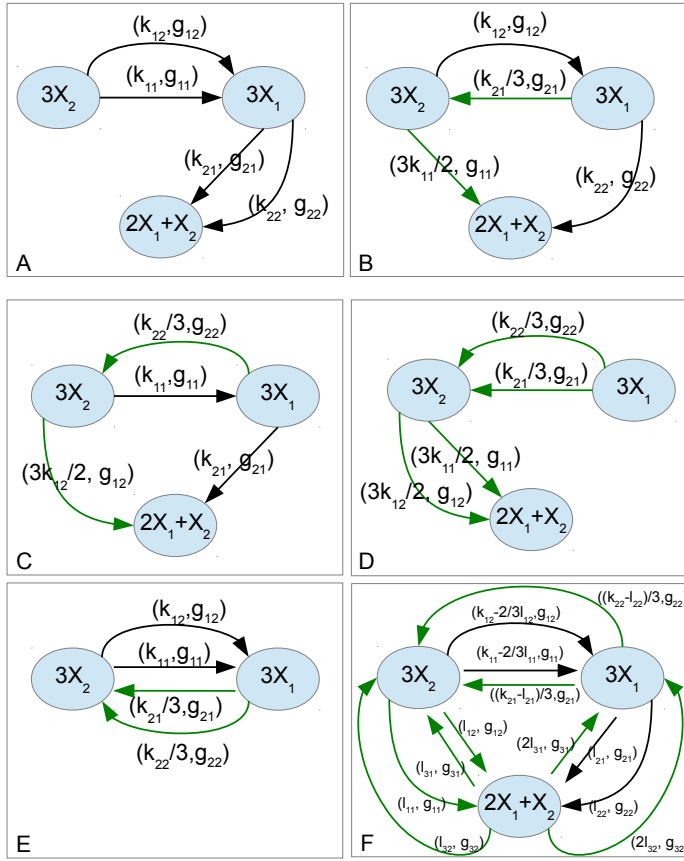 (k₁₂,g₁₂)
(k₁₁,g₁₁)
3X₂
3X₁
(k₂₁, g₂₁)
(k₂₂, g₂₂)
2X₁+X₂
A
(k₁₂,g₁₂)
(k₂₁/3,g₂₁)
3X₂
3X₁
(3k₁₁/2, g₁₁)
(k₂₂, g₂₂)
2X₁+X₂
B
(k₂₂/3,g₂₂)
3X₂
3X₁
(k₁₁,g₁₁)
(3k₁₂/2, g₁₂)
(k₂₁, g₂₁)
2X₁+X₂
C
(k₂₂/3,g₂₂)
3X₂
3X₁
(k₂₁/3,g₂₁)
(3k₁₁/2, g₁₁)
(3k₁₂/2, g₁₂)
2X₁+X₂
D
(k₁₂,g₁₂)
(k₁₁,g₁₁)
3X₂
3X₁
(k₂₁/3,g₂₁)
(k₂₂/3,g₂₂)
E
((k₂₂-l₂₂)/3,g₂₂)
(k₁₂-2/3l₁₂,g₁₂)
(k₁₁-2/3l₁₁,g₁₁)
3X₂
3X₁
((k₂₁-l₂₁)/3,g₂₁)
(l₁₂, g₁₂)
(2l₃₁, g₃₁)
(l₂₁, g₂₁)
(l₃₁, g₃₁)
(l₁₁, g₁₁)
2X₁+X₂
(l₂₂, g₂₂)
(l₃₂, g₃₂)
(2l₃₂, g₃₂)
F